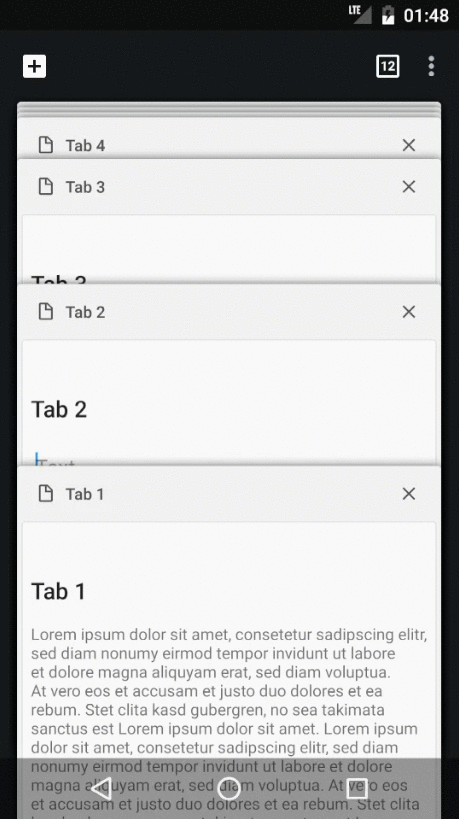 LTE 01:48
12
Tab 4
Tab 3
Tab 3
Tab 2
Tab 2
Text
Tab 1
Tab 1
Lorem ipsum dolor sit amet, consetetur sadipscing elitr,
sed diam nonumy eirmod tempor invidunt ut labore
et dolore magna aliquyam erat, sed diam voluptua.
At vero eos et accusam et justo duo dolores et ea
rebum. Stet clita kasd gubergren, no sea takimata
sanctus est Lorem ipsum dolor sit amet. Lorem ipsum
dolor sit amet, consetetur sadipscing elitr, sed diam
nonumy eirmod tempor invidunt ut labore et dolore
magna aliquyam erat, sed diam voluptua. At vero eos
et accusam et justo duo dolores et ea rebum. Stet clita